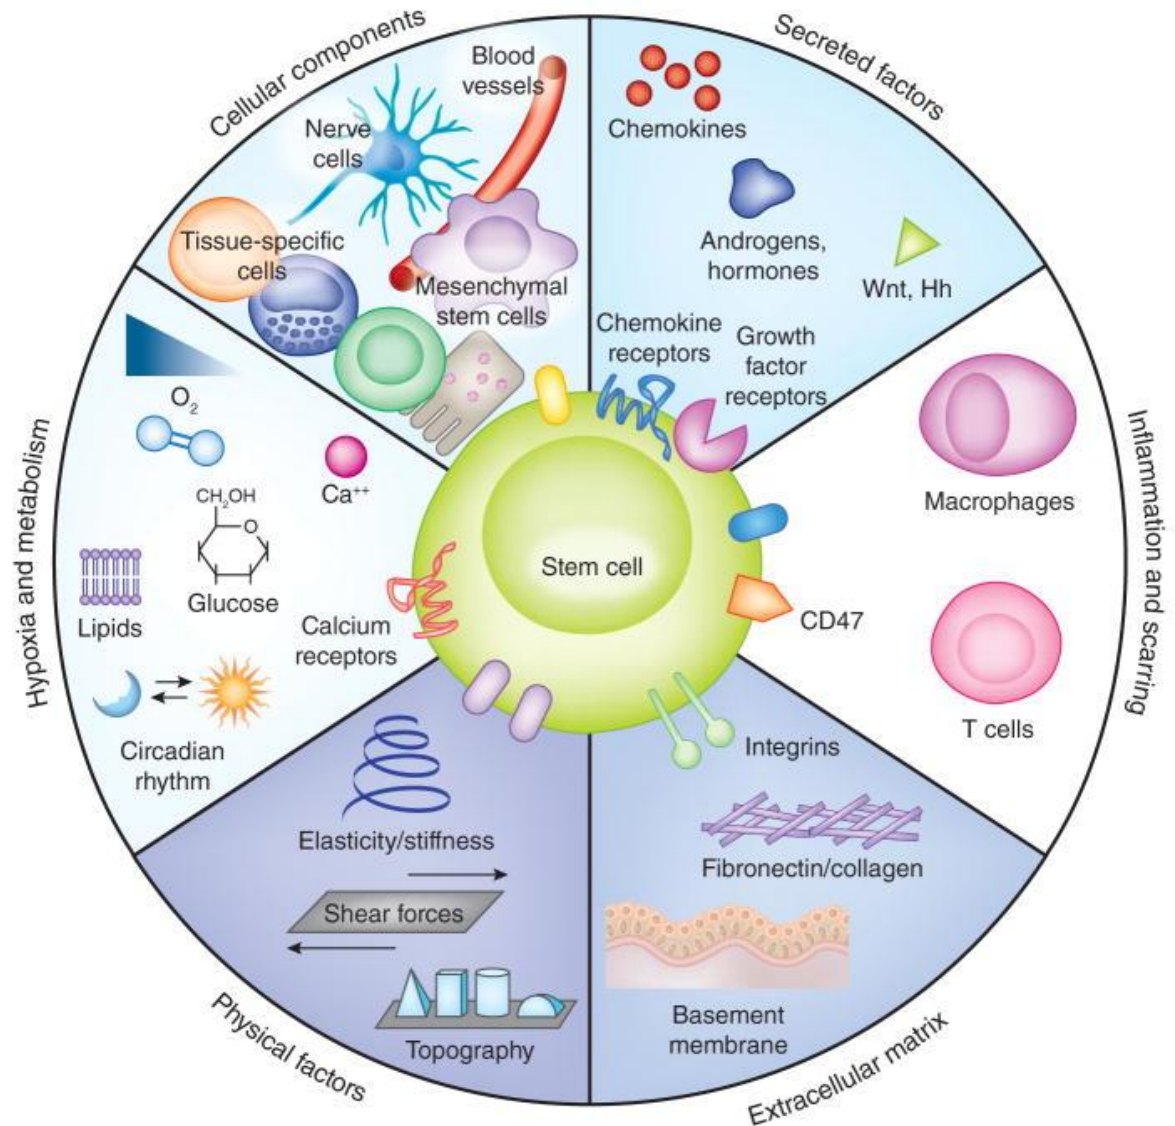 Cellular components
Blood
vessels
Nerve
cells
Tissue-specific
cells
Mesenchymal
stem cells
Secreted factors
Chemokines
Androgens,
hormones
Wnt, Hh
Chemokine
receptors
Growth
factor
receptors
Inflammation and scarring
Macrophages
CD47
T cells
Stem cell
Hypoxia and metabolism
O₂
Ca⁺⁺
CH₂OH
O
Glucose
Lipids
Calcium
receptors
Circadian
rhythm
Physical factors
Elasticity/stiffness
Shear forces
Topography
Extracellular matrix
Integrins
Fibronectin/collagen
Basement
membrane